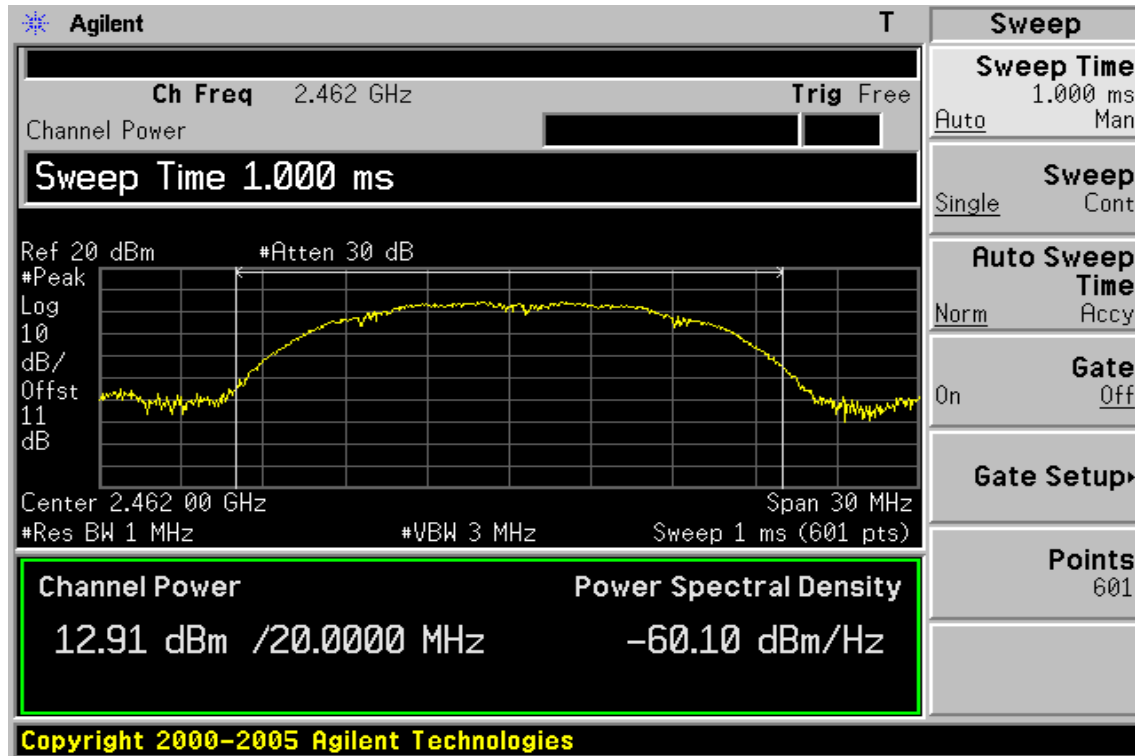 Agilent T
Ch Freq 2.462 GHz Trig Free
Channel Power
Sweep Time 1.000 ms
Ref 20 dBm #Atten 30 dB
#Peak
Log
10
dB/
Offst
11
dB
Center 2.462 00 GHz Span 30 MHz
#Res BW 1 MHz #VBW 3 MHz Sweep 1 ms (601 pts)
Channel Power Power Spectral Density
12.91 dBm /20.0000 MHz -60.10 dBm/Hz
Copyright 2000-2005 Agilent Technologies
Sweep
Sweep Time
1.000 ms
Auto Man
Sweep
Single Cont
Auto Sweep
Time
Norm Accy
Gate
On Off
Gate Setup
Points
601